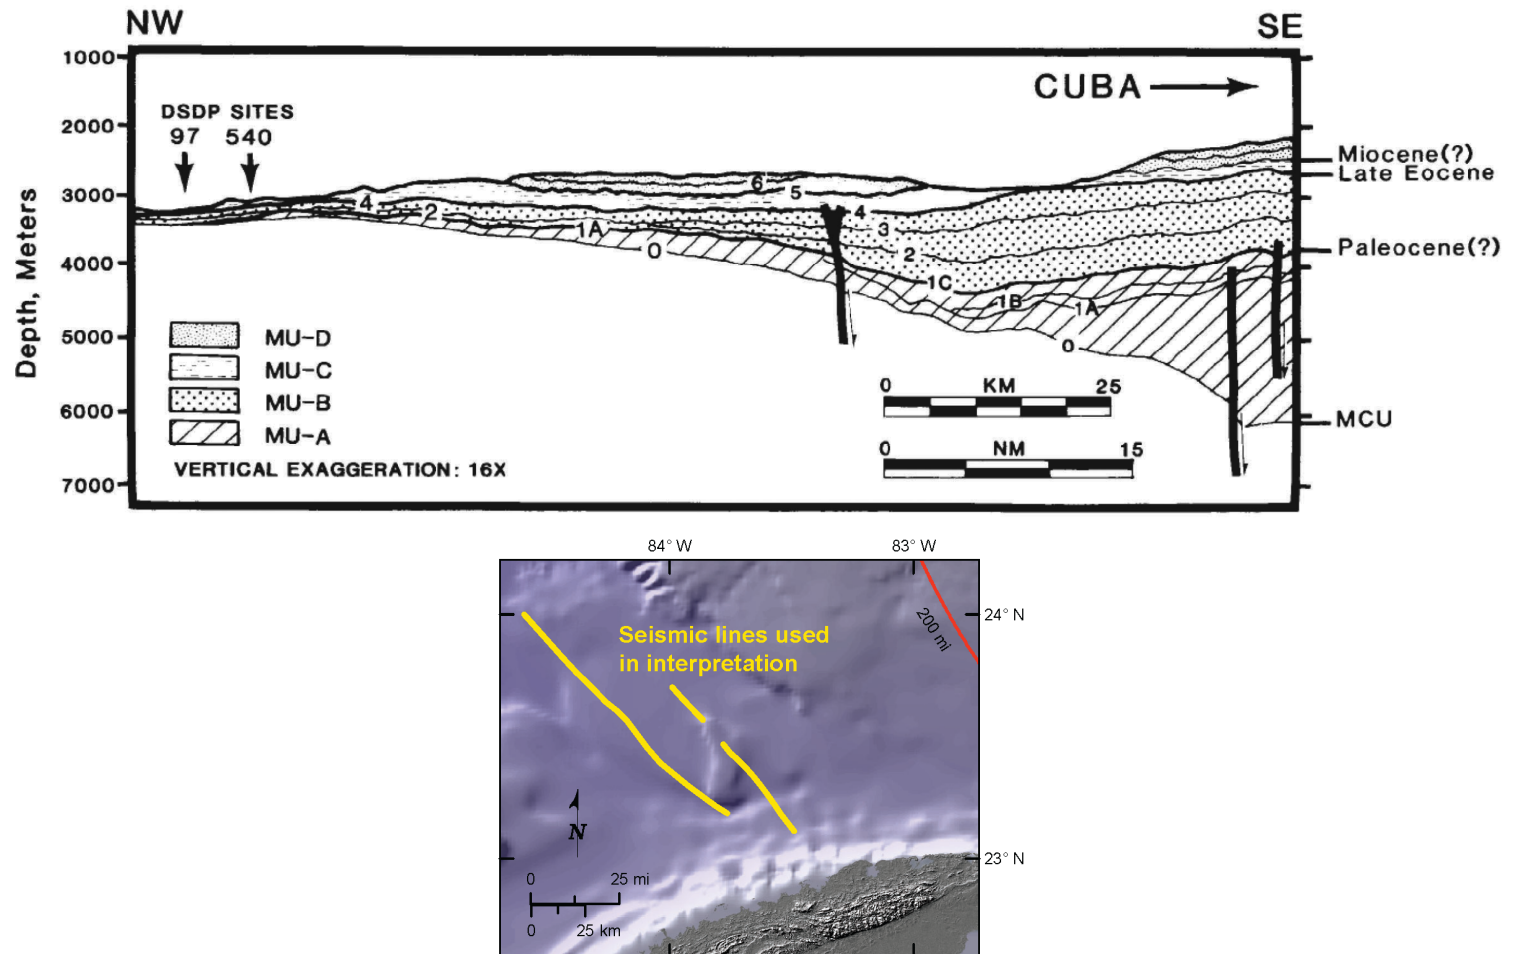 NW
SE
1000
CUBA
DSDP SITES
97 540
2000
Miocene(?)
Late Eocene
3000
6
5
4
4
2
3
1A
2
Paleocene(?)
0
4000
1C
1B
1A
0
Depth, Meters
MU-D
5000
MU-C
0 KM 25
MU-B
6000
MCU
MU-A
0 NM 15
VERTICAL EXAGGERATION: 16X
7000
84° W
83° W
24° N
200 mi
Seismic lines used
in interpretation
N
23° N
0 25 mi
0 25 km